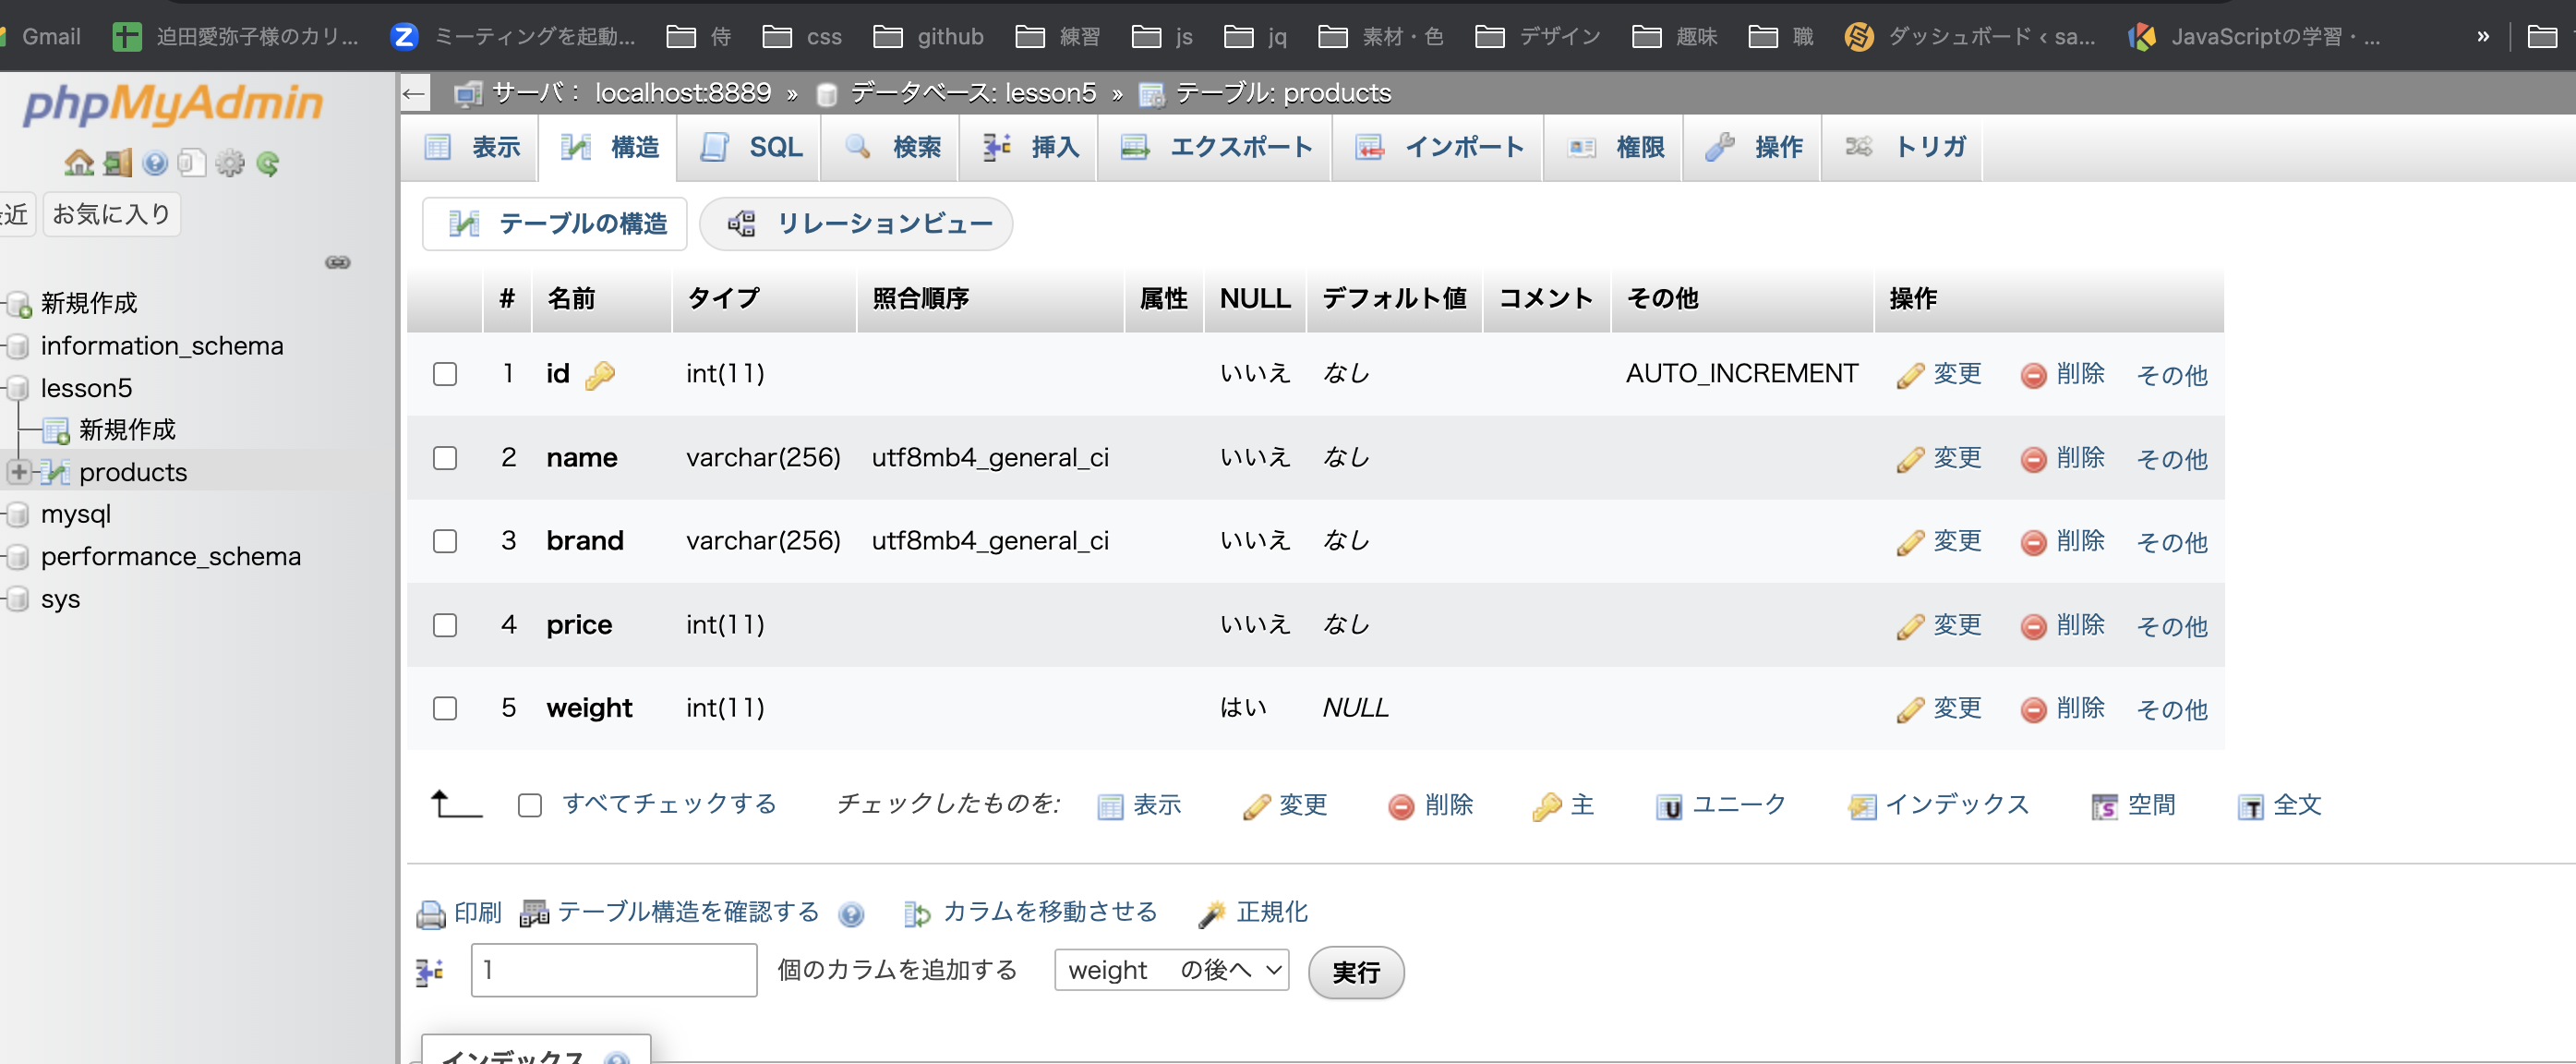 Gmail 迫田愛弥子様のカリ... ミーティングを起動... 侍 css github 練習 js jq 素材・色 デザイン 趣味 職 ダッシュボード ‹ sa... JavaScriptの学習・... »
phpMyAdmin
← サーバ： localhost:8889 » データベース: lesson5 » テーブル: products
表示 構造 SQL 検索 挿入 エクスポート インポート 権限 操作 トリガ
近 お気に入り
テーブルの構造 リレーションビュー
新規作成
information_schema
lesson5
新規作成
products
mysql
performance_schema
sys
# 名前 タイプ 照合順序 属性 NULL デフォルト値 コメント その他 操作
1 id int(11) いいえ なし AUTO_INCREMENT 変更 削除 その他
2 name varchar(256) utf8mb4_general_ci いいえ なし 変更 削除 その他
3 brand varchar(256) utf8mb4_general_ci いいえ なし 変更 削除 その他
4 price int(11) いいえ なし 変更 削除 その他
5 weight int(11) はい NULL 変更 削除 その他
すべてチェックする チェックしたものを: 表示 変更 削除 主 ユニーク インデックス 空間 全文
印刷 テーブル構造を確認する カラムを移動させる 正規化
1 個のカラムを追加する weight の後へ 実行
インデックス